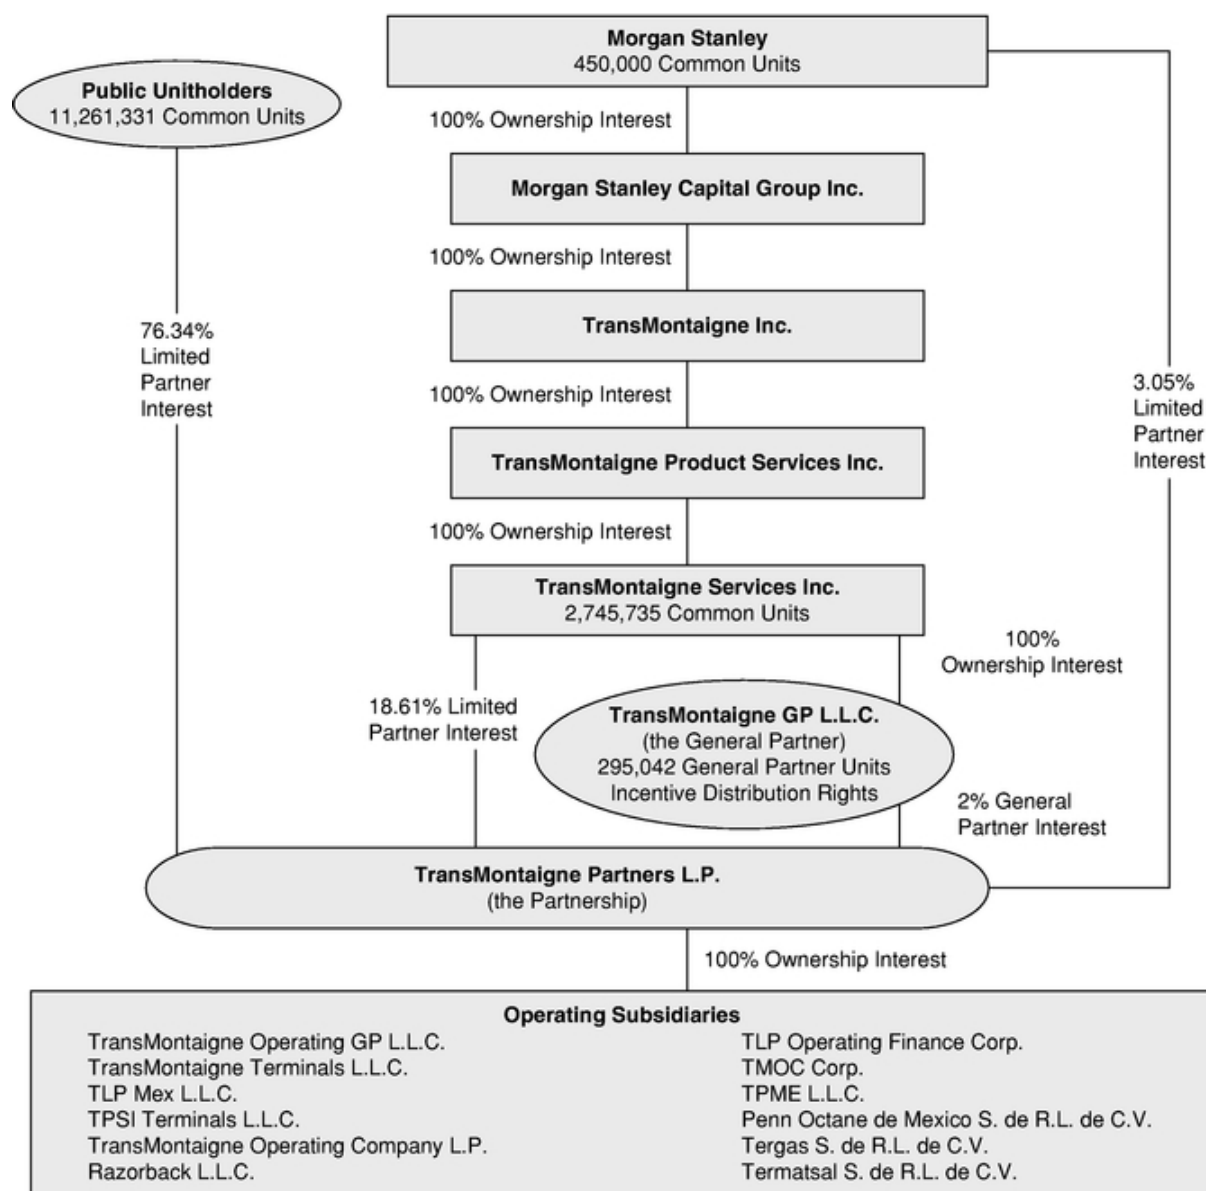 Morgan Stanley
450,000 Common Units
Public Unitholders
11,261,331 Common Units
100% Ownership Interest
Morgan Stanley Capital Group Inc.
100% Ownership Interest
TransMontaigne Inc.
76.34%
Limited
Partner
Interest
3.05%
Limited
Partner
Interest
100% Ownership Interest
TransMontaigne Product Services Inc.
100% Ownership Interest
TransMontaigne Services Inc.
2,745,735 Common Units
100%
Ownership Interest
18.61% Limited
Partner Interest
TransMontaigne GP L.L.C.
(the General Partner)
295,042 General Partner Units
Incentive Distribution Rights
2% General
Partner Interest
TransMontaigne Partners L.P.
(the Partnership)
100% Ownership Interest
Operating Subsidiaries
TransMontaigne Operating GP L.L.C.
TransMontaigne Terminals L.L.C.
TLP Mex L.L.C.
TPSI Terminals L.L.C.
TransMontaigne Operating Company L.P.
Razorback L.L.C.
TLP Operating Finance Corp.
TMOC Corp.
TPME L.L.C.
Penn Octane de Mexico S. de R.L. de C.V.
Tergas S. de R.L. de C.V.
Termatsal S. de R.L. de C.V.